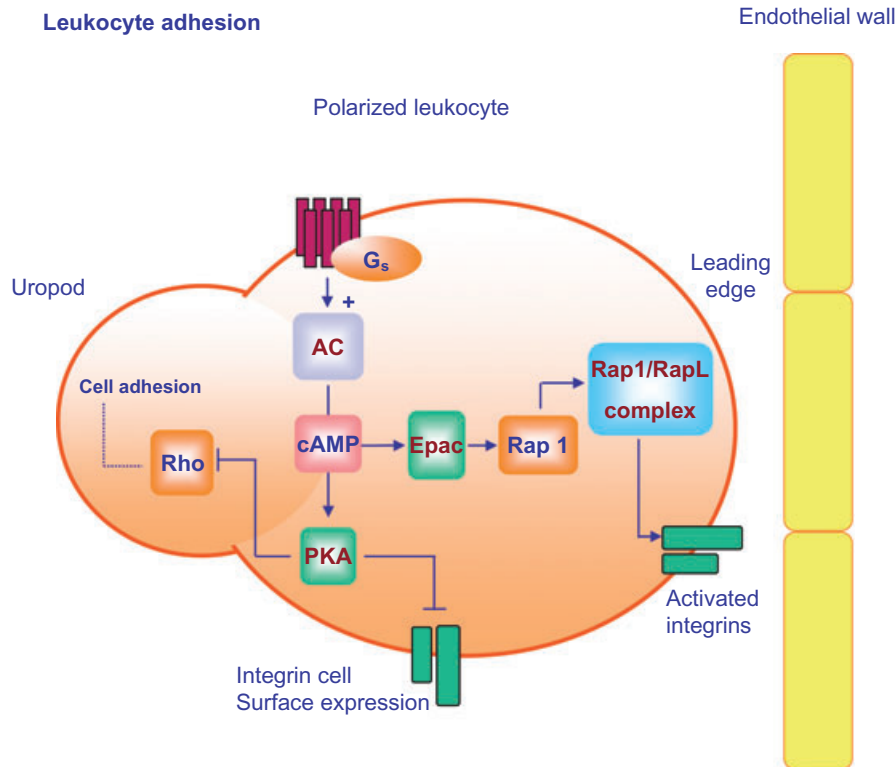 Leukocyte adhesion
Endothelial wall
Polarized leukocyte
Gs
Leading
edge
Uropod
+
AC
Rap1/RapL
complex
Cell adhesion
cAMP
Epac
Rap 1
Rho
PKA
Activated
integrins
Integrin cell
Surface expression